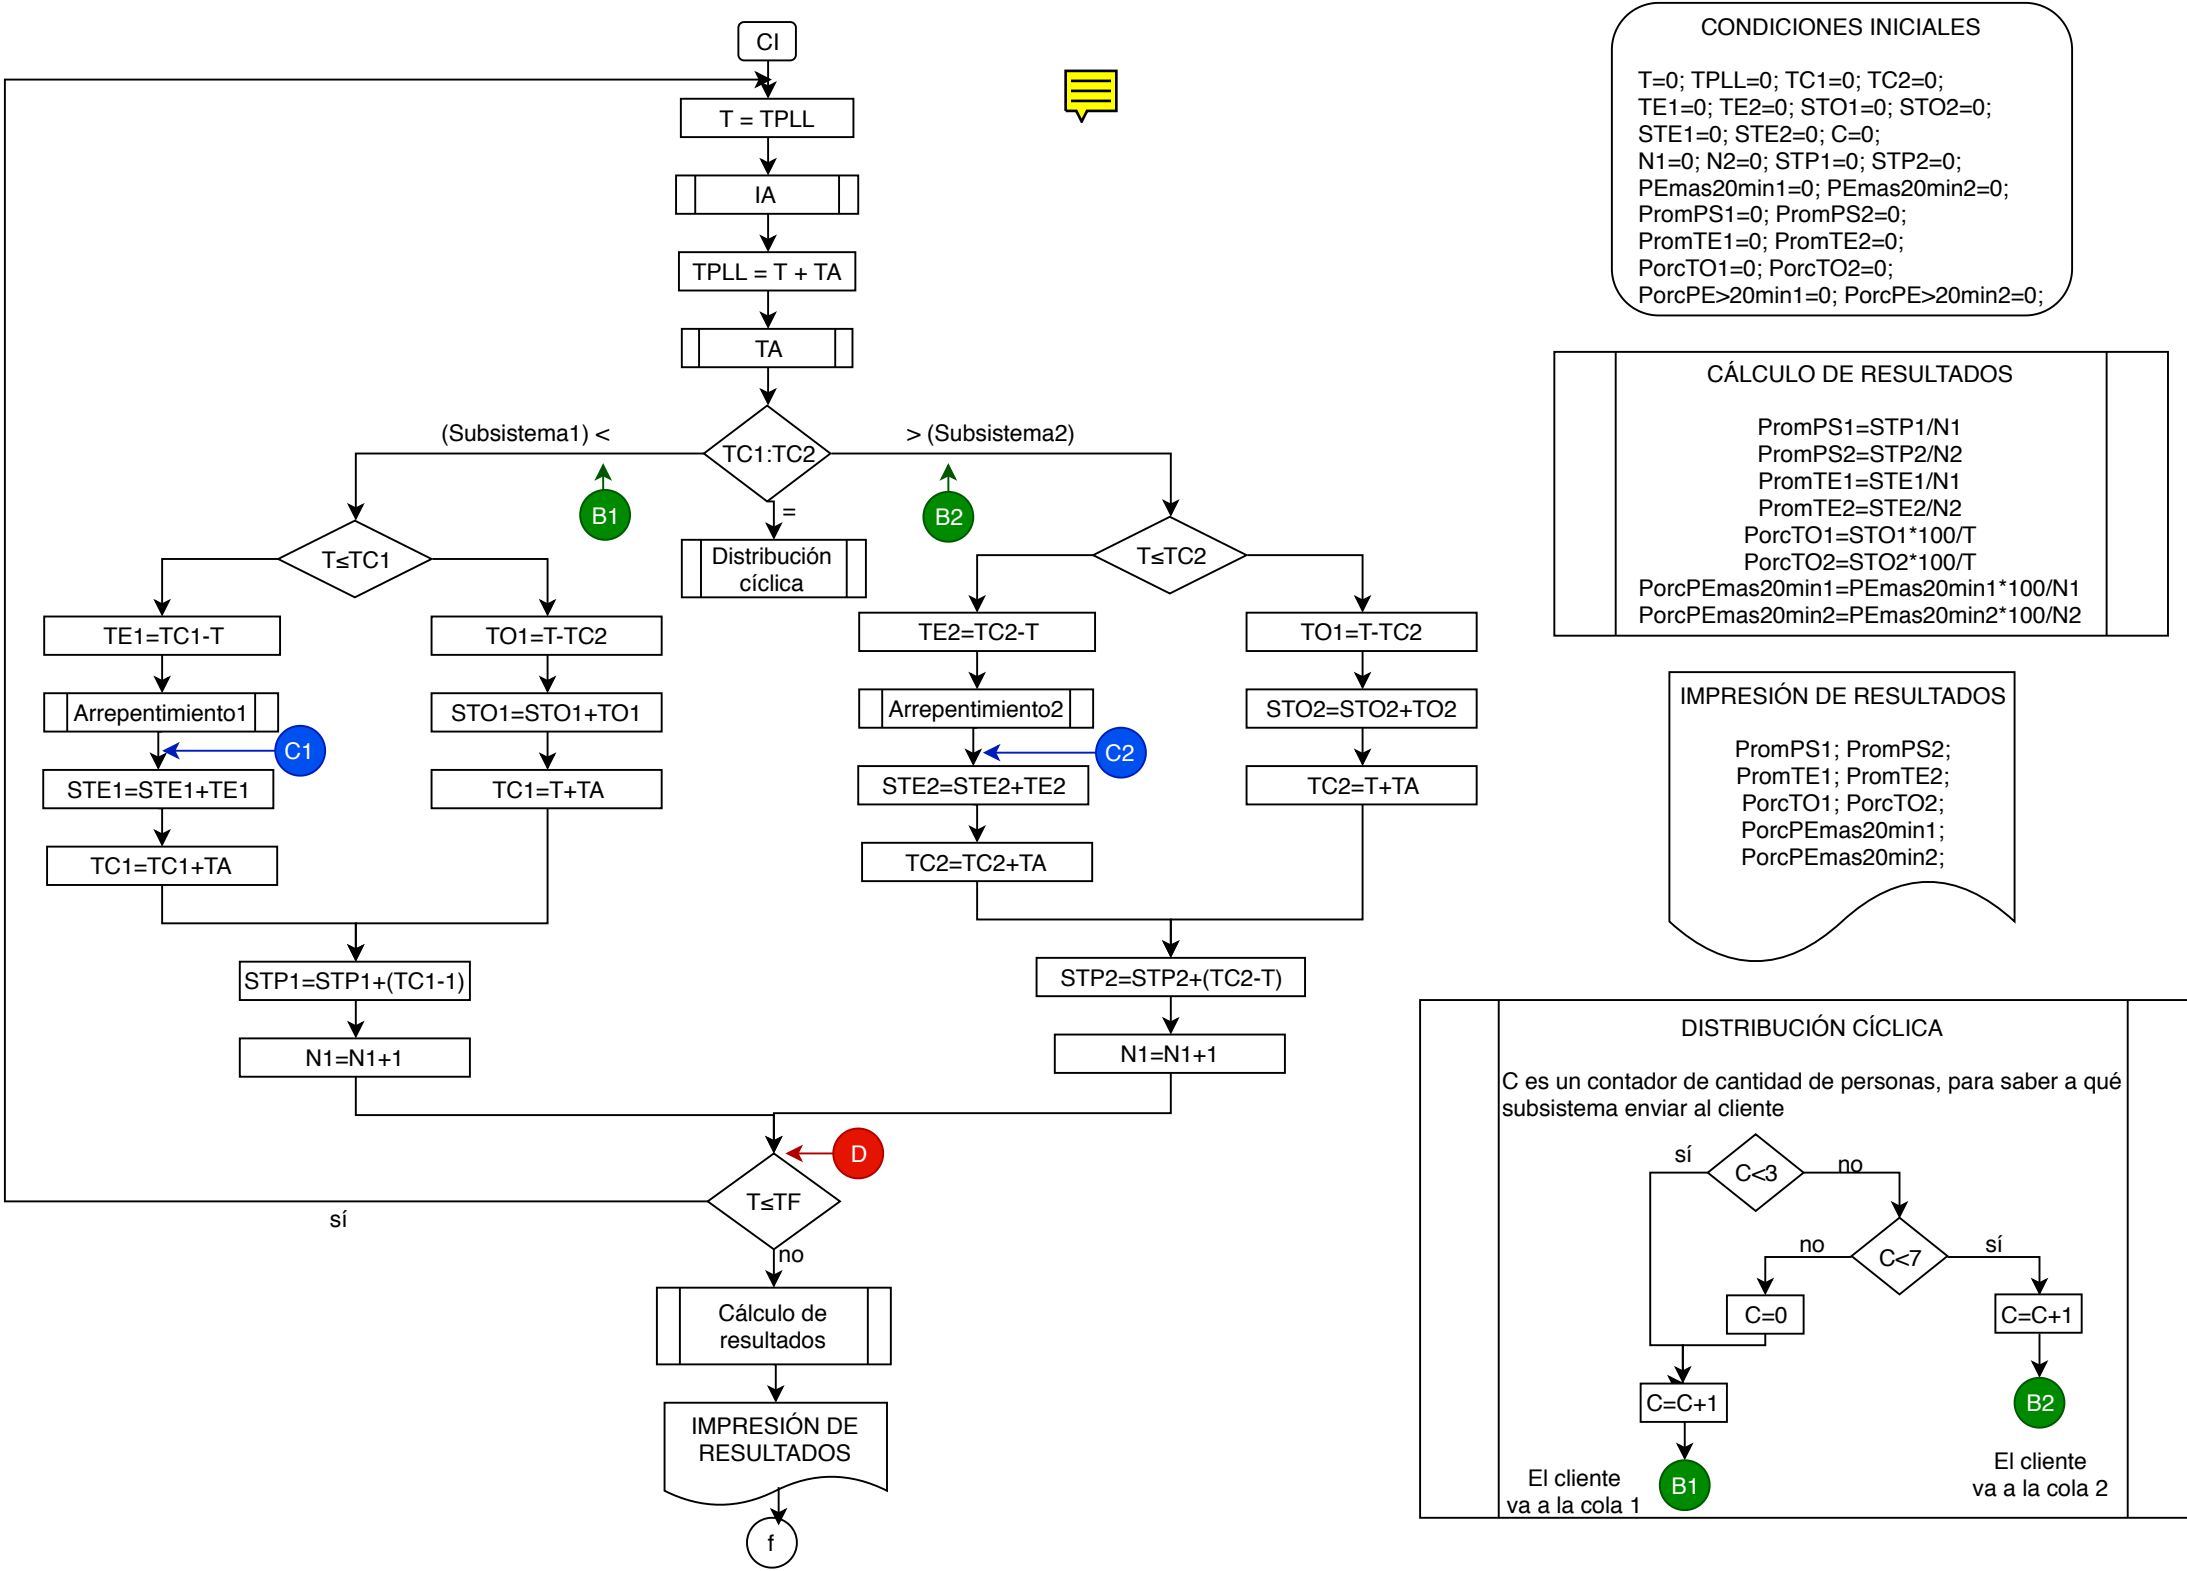 CI
T = TPLL
IA
TPLL = T + TA
TA
TC1:TC2
(Subsistema1) <
> (Subsistema2)
B1
B2
=
Distribución
cíclica
T≤TC1
TE1=TC1-T
Arrepentimiento1
C1
STE1=STE1+TE1
TC1=TC1+TA
TO1=T-TC2
STO1=STO1+TO1
TC1=T+TA
STP1=STP1+(TC1-1)
N1=N1+1
T≤TC2
TE2=TC2-T
Arrepentimiento2
C2
STE2=STE2+TE2
TC2=TC2+TA
TO1=T-TC2
STO2=STO2+TO2
TC2=T+TA
STP2=STP2+(TC2-T)
N1=N1+1
D
T≤TF
sí
no
Cálculo de
resultados
IMPRESIÓN DE
RESULTADOS
f
CONDICIONES INICIALES
T=0; TPLL=0; TC1=0; TC2=0;
TE1=0; TE2=0; STO1=0; STO2=0;
STE1=0; STE2=0; C=0;
N1=0; N2=0; STP1=0; STP2=0;
PEmas20min1=0; PEmas20min2=0;
PromPS1=0; PromPS2=0;
PromTE1=0; PromTE2=0;
PorcTO1=0; PorcTO2=0;
PorcPE>20min1=0; PorcPE>20min2=0;
CÁLCULO DE RESULTADOS
PromPS1=STP1/N1
PromPS2=STP2/N2
PromTE1=STE1/N1
PromTE2=STE2/N2
PorcTO1=STO1*100/T
PorcTO2=STO2*100/T
PorcPEmas20min1=PEmas20min1*100/N1
PorcPEmas20min2=PEmas20min2*100/N2
IMPRESIÓN DE RESULTADOS
PromPS1; PromPS2;
PromTE1; PromTE2;
PorcTO1; PorcTO2;
PorcPEmas20min1;
PorcPEmas20min2;
DISTRIBUCIÓN CÍCLICA
C es un contador de cantidad de personas, para saber a qué
subsistema enviar al cliente
C<3
sí
no
C<7
no
sí
C=0
C=C+1
C=C+1
B2
B1
El cliente
va a la cola 1
El cliente
va a la cola 2